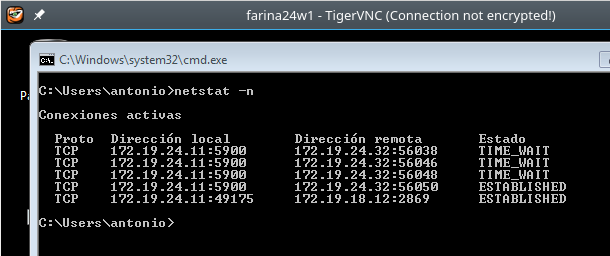 farina24w1 - TigerVNC (Connection not encrypted!)
C:\Windows\system32\cmd.exe
C:\Users\antonio>netstat -n
Conexiones activas
Proto Dirección local Dirección remota Estado
TCP 172.19.24.11:5900 172.19.24.32:56038 TIME_WAIT
TCP 172.19.24.11:5900 172.19.24.32:56046 TIME_WAIT
TCP 172.19.24.11:5900 172.19.24.32:56048 TIME_WAIT
TCP 172.19.24.11:5900 172.19.24.32:56050 ESTABLISHED
TCP 172.19.24.11:49175 172.19.18.12:2869 ESTABLISHED
C:\Users\antonio>